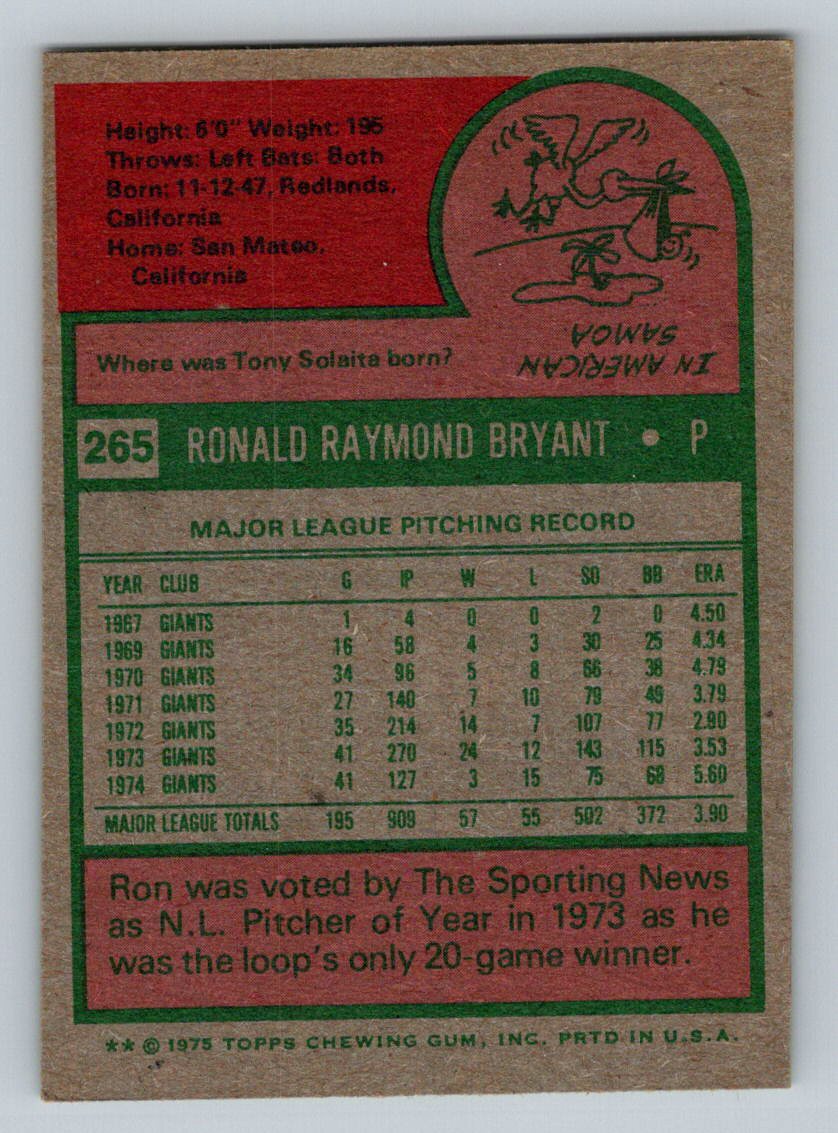 Height: 6'0" Weight: 195
Throws: Left Bats: Both
Born: 11-12-47, Redlands,
California
Home: San Mateo,
California
Where was Tony Solaita born?
IN AMERICAN
SAMOA
265 RONALD RAYMOND BRYANT • P
MAJOR LEAGUE PITCHING RECORD
YEAR CLUB G IP W L SO BB ERA
1967 GIANTS 1 4 0 0 2 0 4.50
1969 GIANTS 16 58 4 3 30 25 4.34
1970 GIANTS 34 96 5 8 66 38 4.79
1971 GIANTS 27 140 7 10 79 49 3.79
1972 GIANTS 35 214 14 7 107 77 2.90
1973 GIANTS 41 270 24 12 143 115 3.53
1974 GIANTS 41 127 3 15 75 68 5.60
MAJOR LEAGUE TOTALS 195 909 57 55 502 372 3.90
Ron was voted by The Sporting News
as N.L. Pitcher of Year in 1973 as he
was the loop's only 20-game winner.
** © 1975 TOPPS CHEWING GUM, INC. PRTD IN U.S.A.